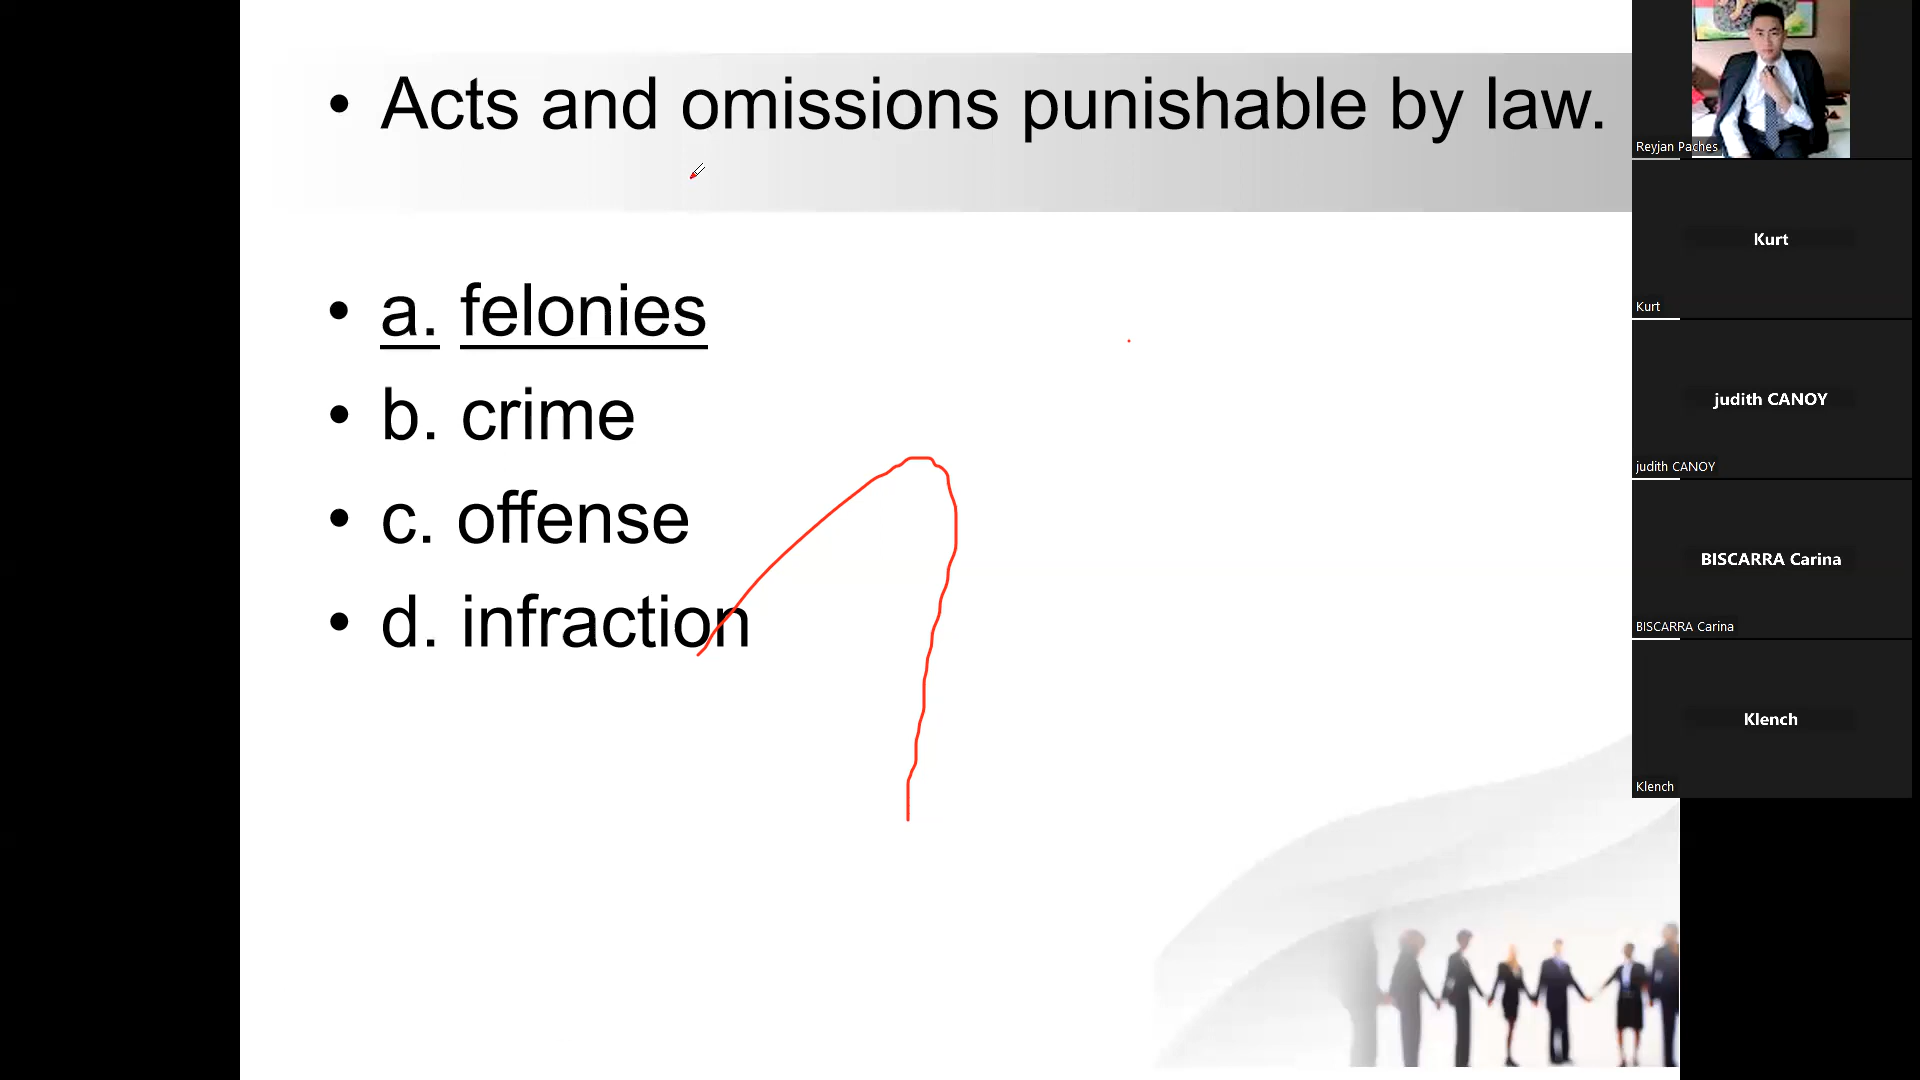 • Acts and omissions punishable by law.
• a. felonies
• b. crime
• c. offense
• d. infraction
Reyjan Paches
Kurt
Kurt
judith CANOY
judith CANOY
BISCARRA Carina
BISCARRA Carina
Klench
Klench